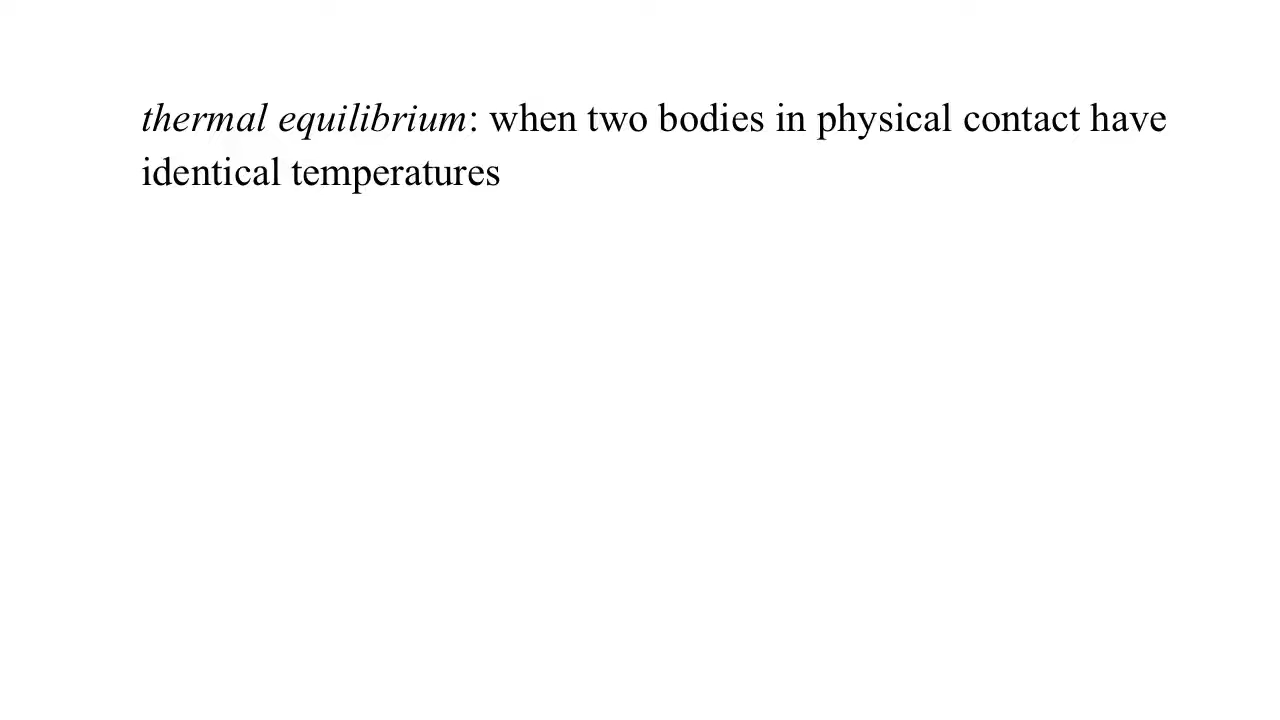 thermal equilibrium: when two bodies in physical contact have
identical temperatures